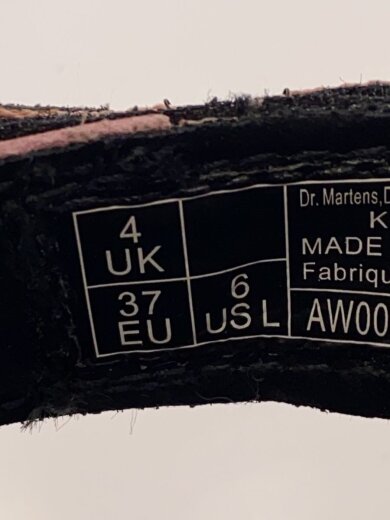 4
UK
37
EU
6
US L
Dr. Martens,
K
MADE
Fabriqu
AW00